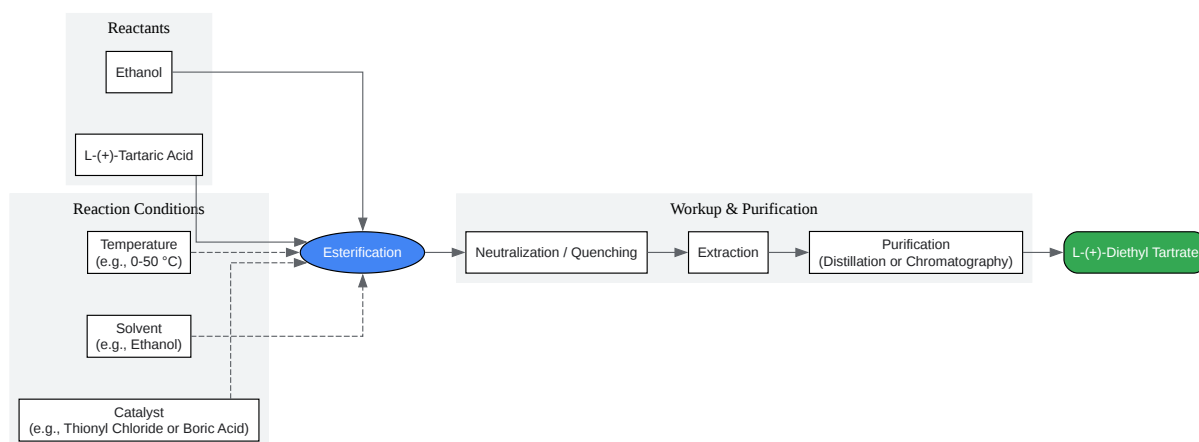 Reactants
Ethanol
L-(+)-Tartaric Acid
Reaction Conditions
Temperature
(e.g., 0-50 °C)
Solvent
(e.g., Ethanol)
Catalyst
(e.g., Thionyl Chloride or Boric Acid)
Esterification
Workup & Purification
Neutralization / Quenching
Extraction
Purification
(Distillation or Chromatography)
L-(+)-Diethyl Tartrate